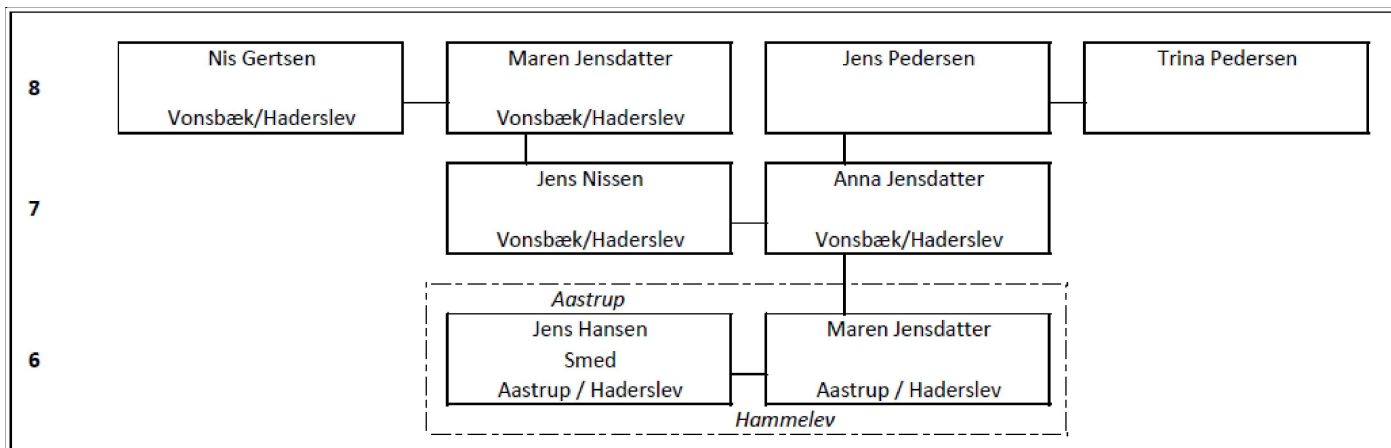 Nis Gertsen Maren Jensdatter Jens Pedersen Trina Pedersen
8
Vonsbæk/Haderslev Vonsbæk/Haderslev
Jens Nissen Anna Jensdatter
7
Vonsbæk/Haderslev Vonsbæk/Haderslev
Aastrup
Jens Hansen Maren Jensdatter
6 Smed
Aastrup / Haderslev Aastrup / Haderslev
Hammelev